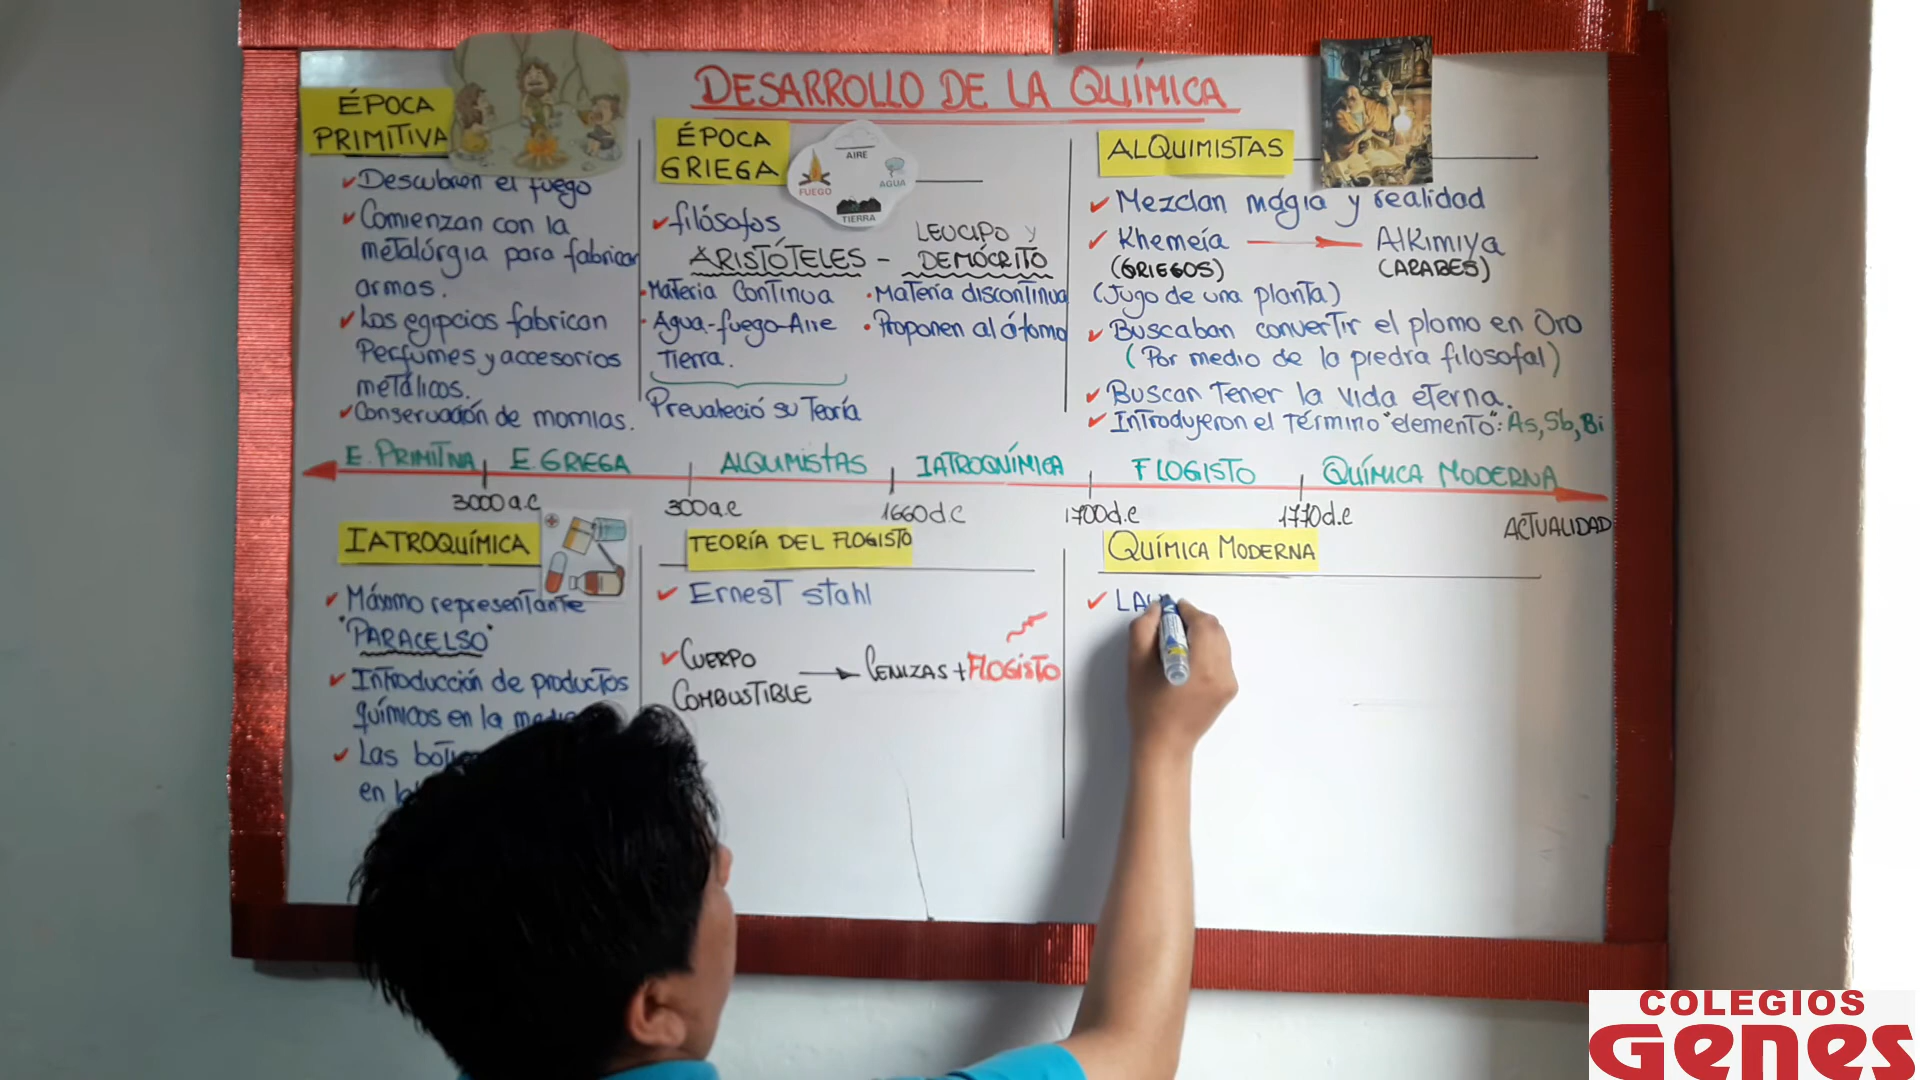 DESARROLLO DE LA QUÍMICA
ÉPOCA
PRIMITIVA
✓Descubren el fuego
✓Comienzan con la
metalúrgia para fabricar
armas.
✓Los egipcios fabrican
Perfumes y accesorios
metálicos.
✓Conservación de momias.
ÉPOCA
GRIEGA
AIRE
FUEGO
AGUA
TIERRA
✓filósofos
ARISTÓTELES - LEUCIPO y
DEMÓCRITO
•Materia Continua
•Agua-fuego-Aire
Tierra.
Prevaleció su Teoría
•Materia discontinua
•Proponen al átomo
ALQUIMISTAS
✓Mezclan mágia y realidad
✓Khemeía → AlKimiya
(GRIEGOS) (ARABES)
(Jugo de una planta)
✓Buscaban convertir el plomo en Oro
(Por medio de la piedra filosofal)
✓Buscan Tener la vida eterna.
✓Introdujeron el Término "elemento": As, Sb, Bi
E. PRIMITIVA E. GRIEGA ALQUIMISTAS IATROQUÍMICA FLOGISTO QUÍMICA MODERNA
3000 a.c 300 a.c 1660 d.c 1700 d.c 1770 d.c ACTUALIDAD
IATROQUÍMICA
✓Máximo representante
"PARACELSO"
✓Introducción de productos
químicos en la
✓Las
en
TEORÍA DEL FLOGISTO
✓Ernest stahl
✓CUERPO
COMBUSTIBLE → CENIZAS + FLOGISTO
QUÍMICA MODERNA
✓LA
COLEGIOS
Genes